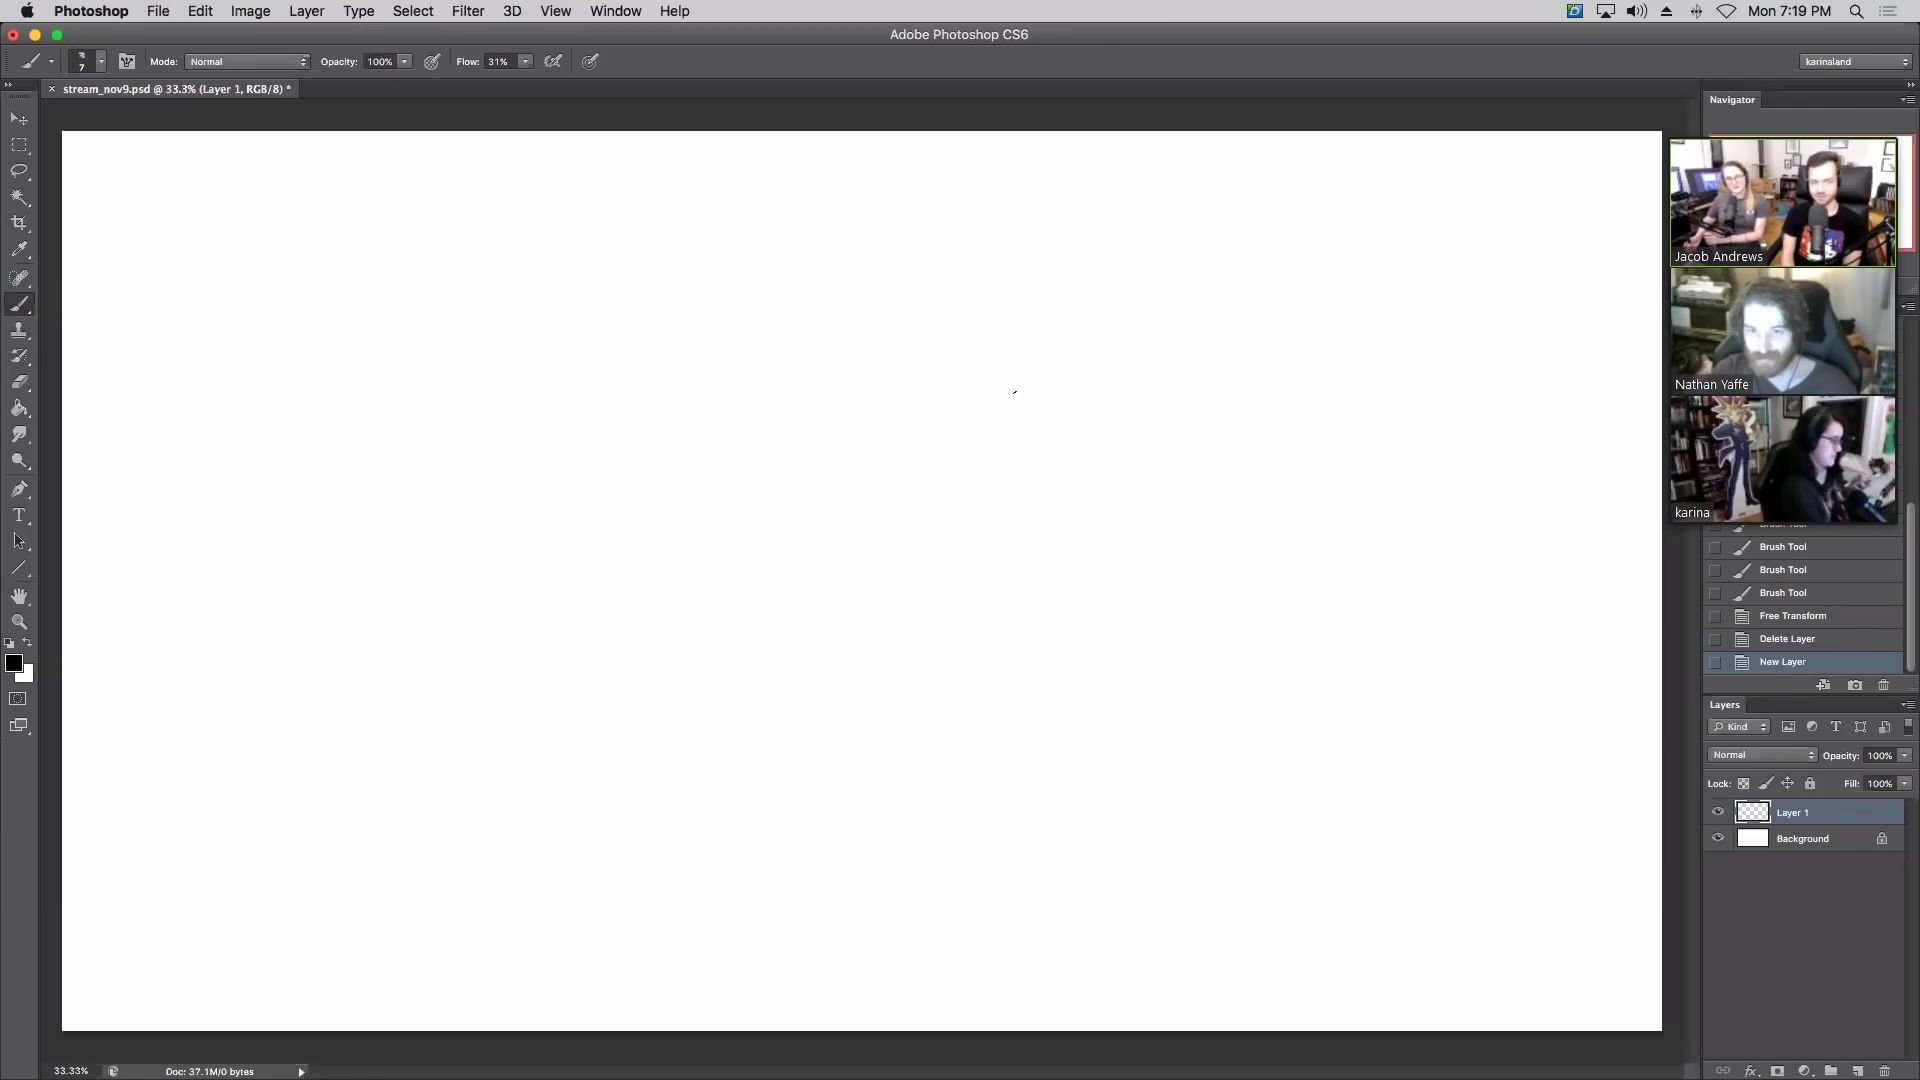 Photoshop File Edit Image Layer Type Select Filter 3D View Window Help Mon 7:19 PM
Adobe Photoshop CS6
7 Mode: Normal Opacity: 100% Flow: 31% karinaland
× stream_nov9.psd @ 33.3% (Layer 1, RGB/8) *
Navigator
Jacob Andrews
Nathan Yaffe
karina
Brush Tool
Brush Tool
Brush Tool
Brush Tool
Free Transform
Delete Layer
New Layer
Layers
Kind
Normal Opacity: 100%
Lock: Fill: 100%
Layer 1
Background
33.33% Doc: 37.1M/0 bytes